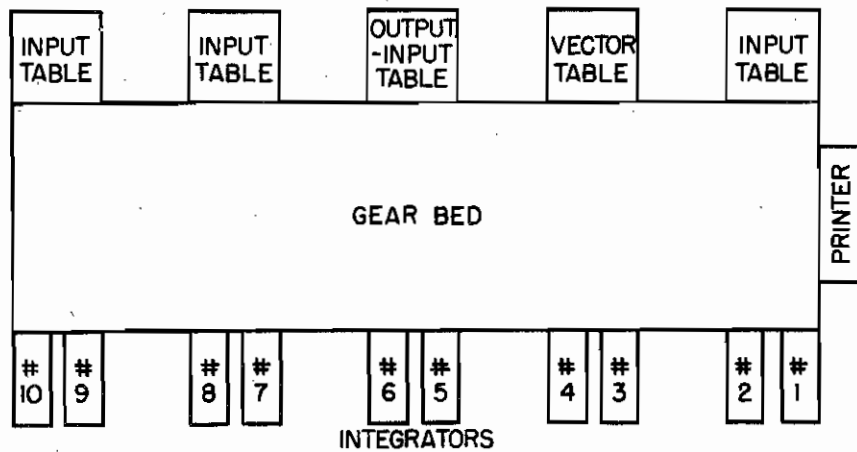 INPUT
TABLE
INPUT
TABLE
OUTPUT
-INPUT
TABLE
VECTOR
TABLE
INPUT
TABLE
GEAR BED
PRINTER
#
10
#
9
#
8
#
7
#
6
#
5
#
4
#
3
#
2
#
1
INTEGRATORS